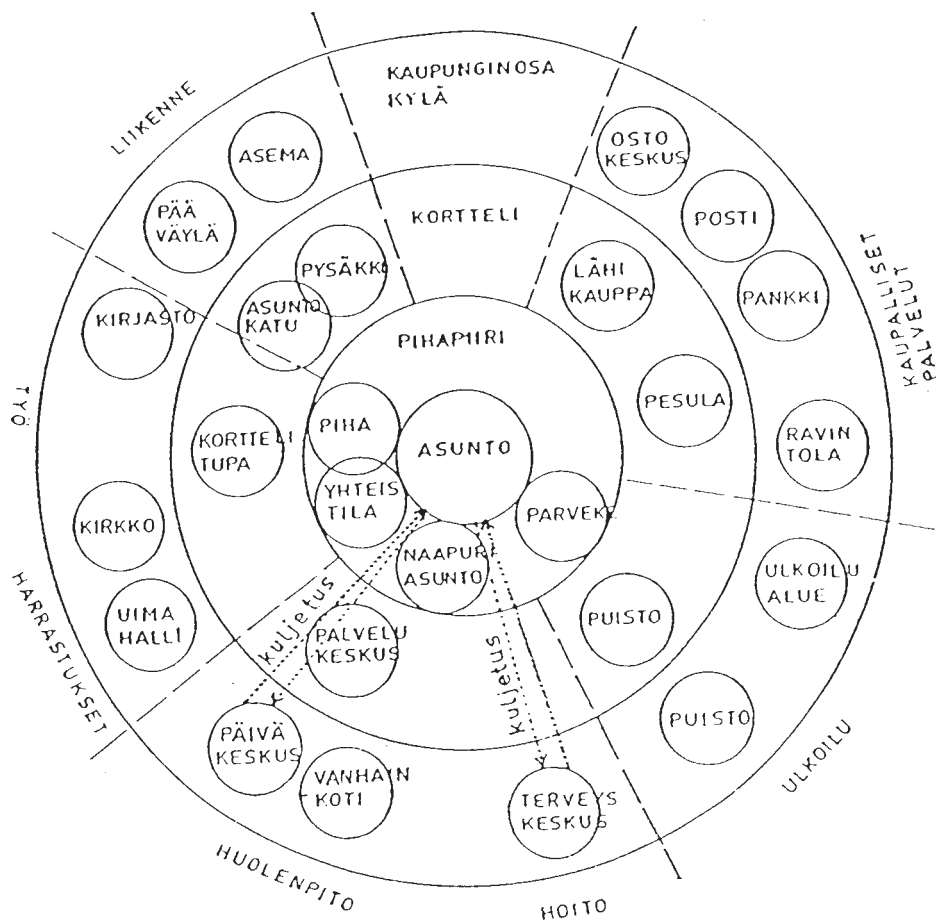 KAUPUNGINOSA
KYLÄ
LIIKENNE
ASEMA
OSTO
KESKUS
PÄÄ
VÄYLÄ
KORTTELI
POSTI
PYSÄKKI
LÄHI
KAUPPA
PANKKI
KAUPALLISET
PALVELUT
KIRJASTO
ASUNTO
KATU
PIHAPIIRI
TYÖ
PESULA
PIHA
ASUNTO
KORTTELI
TUPA
RAVIN
TOLA
YHTEIS
TILA
PARVEKE
KIRKKO
NAAPURI
ASUNTO
ULKOILU
ALUE
HARRASTUKSET
UIMA
HALLI
kuljetus
PALVELU
KESKUS
PUISTO
Kuljetus
PÄIVÄ
KESKUS
PUISTO
VANHAIN
KOTI
TERVEYS
KESKUS
ULKOILU
HUOLENPITO
HOITO